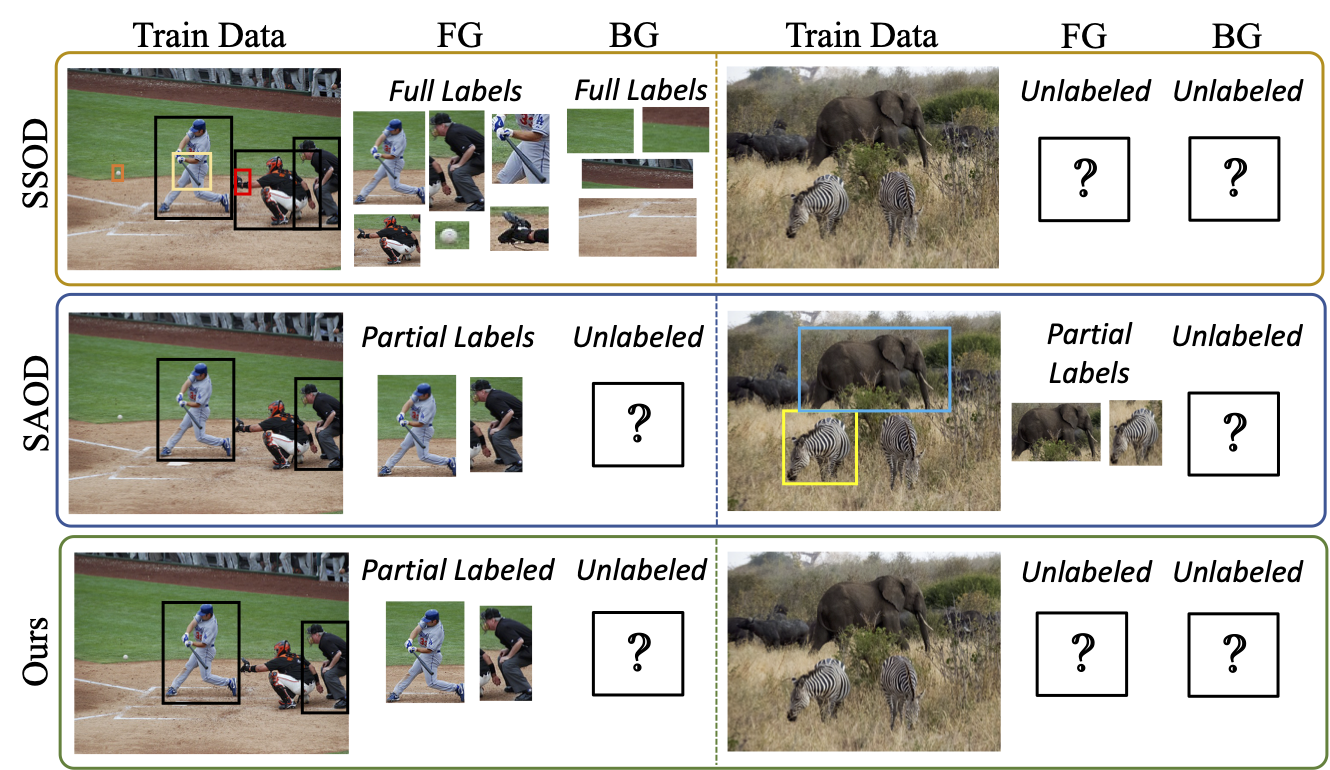 Train Data FG BG Train Data FG BG
SSOD
Full Labels Full Labels Unlabeled Unlabeled
? ?
SAOD
Partial Labels Unlabeled Partial Labels Unlabeled
? ?
Ours
Partial Labeled Unlabeled Unlabeled Unlabeled
? ? ?